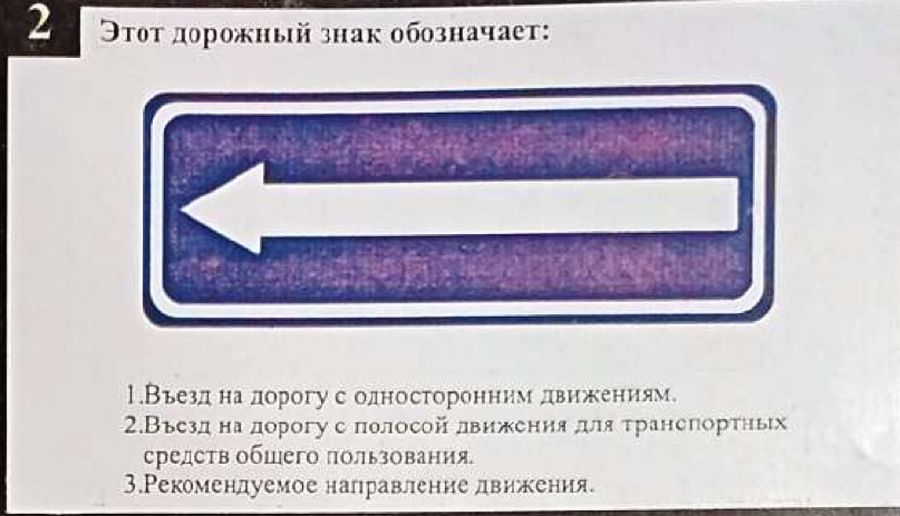 2
Этот дорожный знак обозначает:
1.Въезд на дорогу с односторонним движениям.
2.Въезд на дорогу с полосой движения для транспортных
средств общего пользования.
3.Рекомендуемое направление движения.